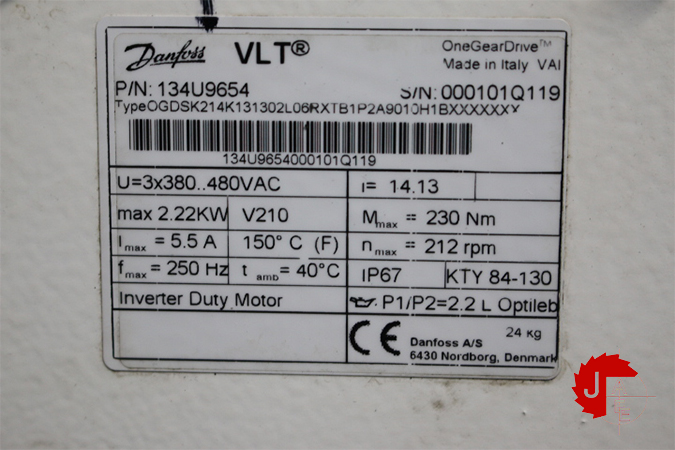 Danfoss VLT® OneGearDrive™
Made in Italy VAI
P/N: 134U9654 S/N: 000101Q119
TypeOGDSK214K131302L06RXTB1P2A9010H1BXXXXXXX
134U9654000101Q119
U=3x380..480VAC i= 14.13
max 2.22KW V210 Mmax = 230 Nm
Imax = 5.5 A 150° C (F) nmax = 212 rpm
fmax = 250 Hz t amb = 40°C IP67 KTY 84-130
Inverter Duty Motor P1/P2=2.2 L Optileb
CE 24 Kg
Danfoss A/S
6430 Nordborg, Denmark
J